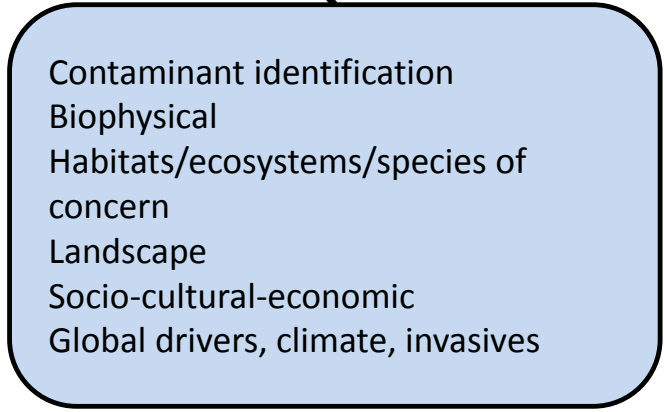 Contaminant identification
Biophysical
Habitats/ecosystems/species of
concern
Landscape
Socio-cultural-economic
Global drivers, climate, invasives